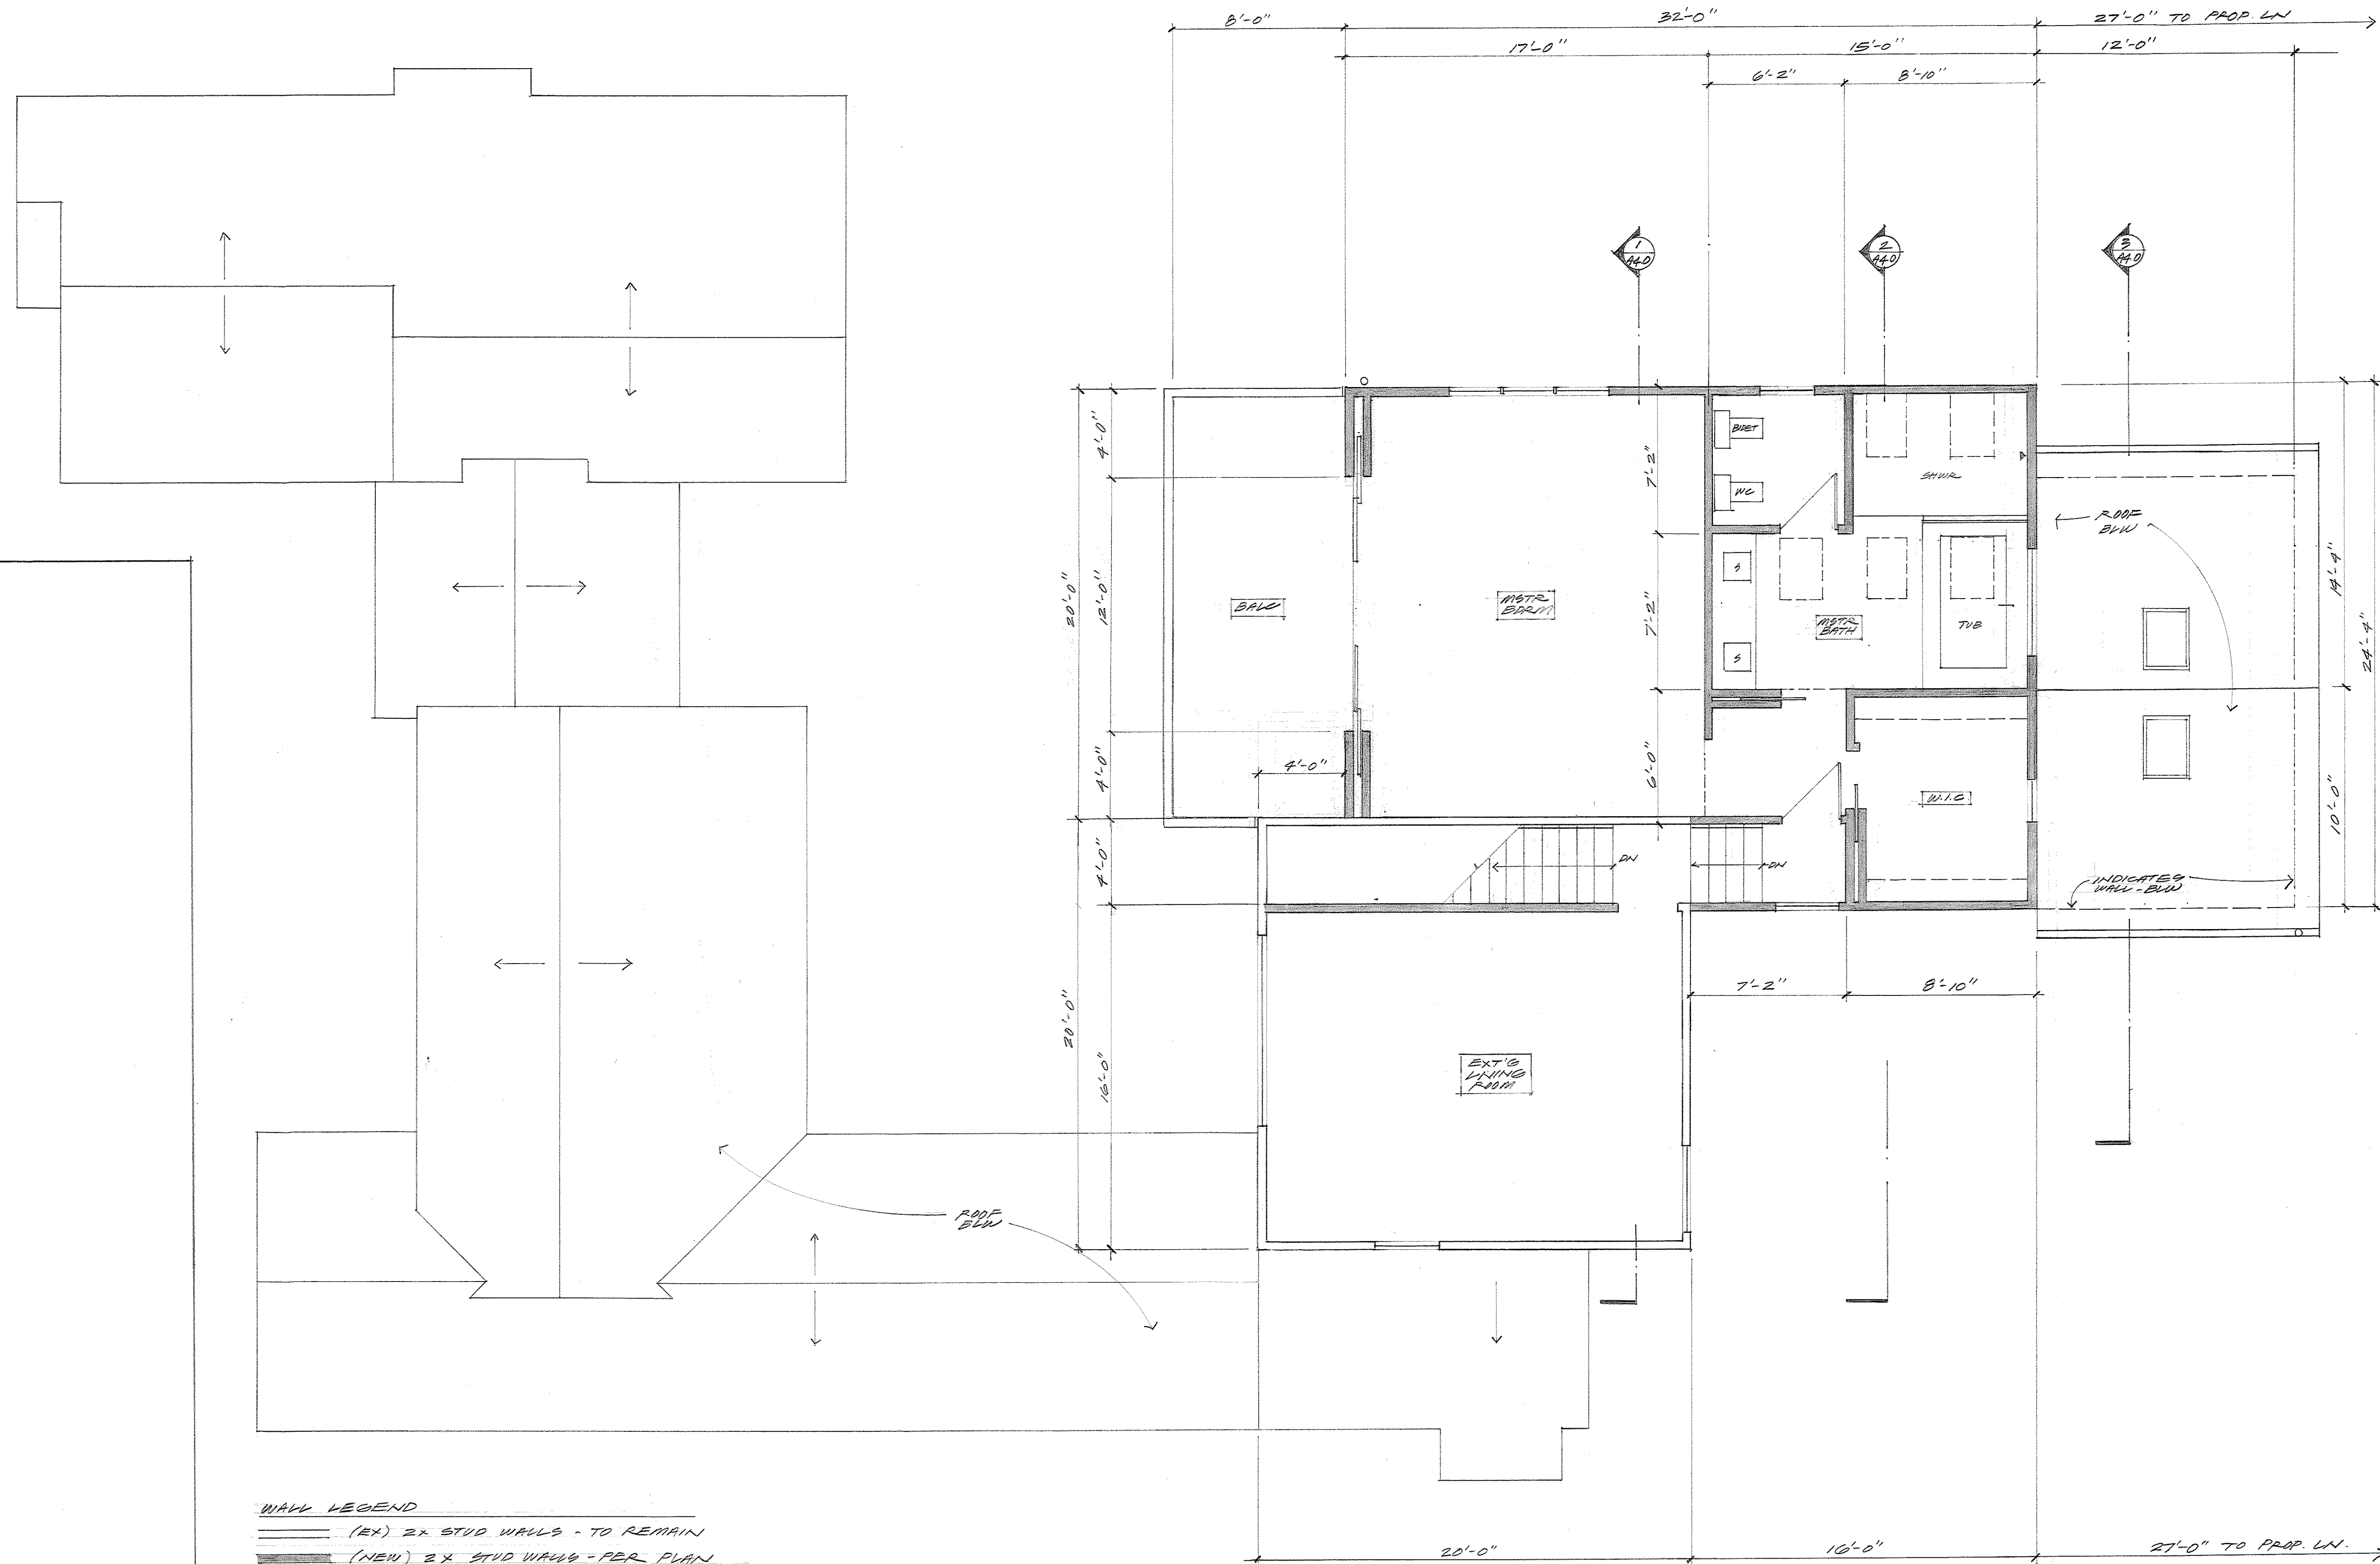 8'-0"
32'-0"
27'-0" TO PROP. LN
17'-0"
15'-0"
12'-0"
6'-2"
8'-10"
1
A4.0
2
A4.0
3
A4.0
4'-0"
7'-2"
BIDET
WC
SHWR
ROOF
BLW
20'-0"
12'-0"
BALC
MSTR
BDRM
7'-2"
S
S
MSTR
BATH
TUB
14'-4"
24'-4"
4'-0"
4'-0"
6'-0"
W.I.C.
10'-0"
4'-0"
DN
DN
INDICATES
WALL - BLW
20'-0"
16'-0"
7'-2"
8'-10"
EXT'G
LIVING
ROOM
ROOF
BLW
WALL LEGEND
(EX) 2X STUD WALLS - TO REMAIN
(NEW) 2X STUD WALLS - PER PLAN
20'-0"
16'-0"
27'-0" TO PROP. LN.